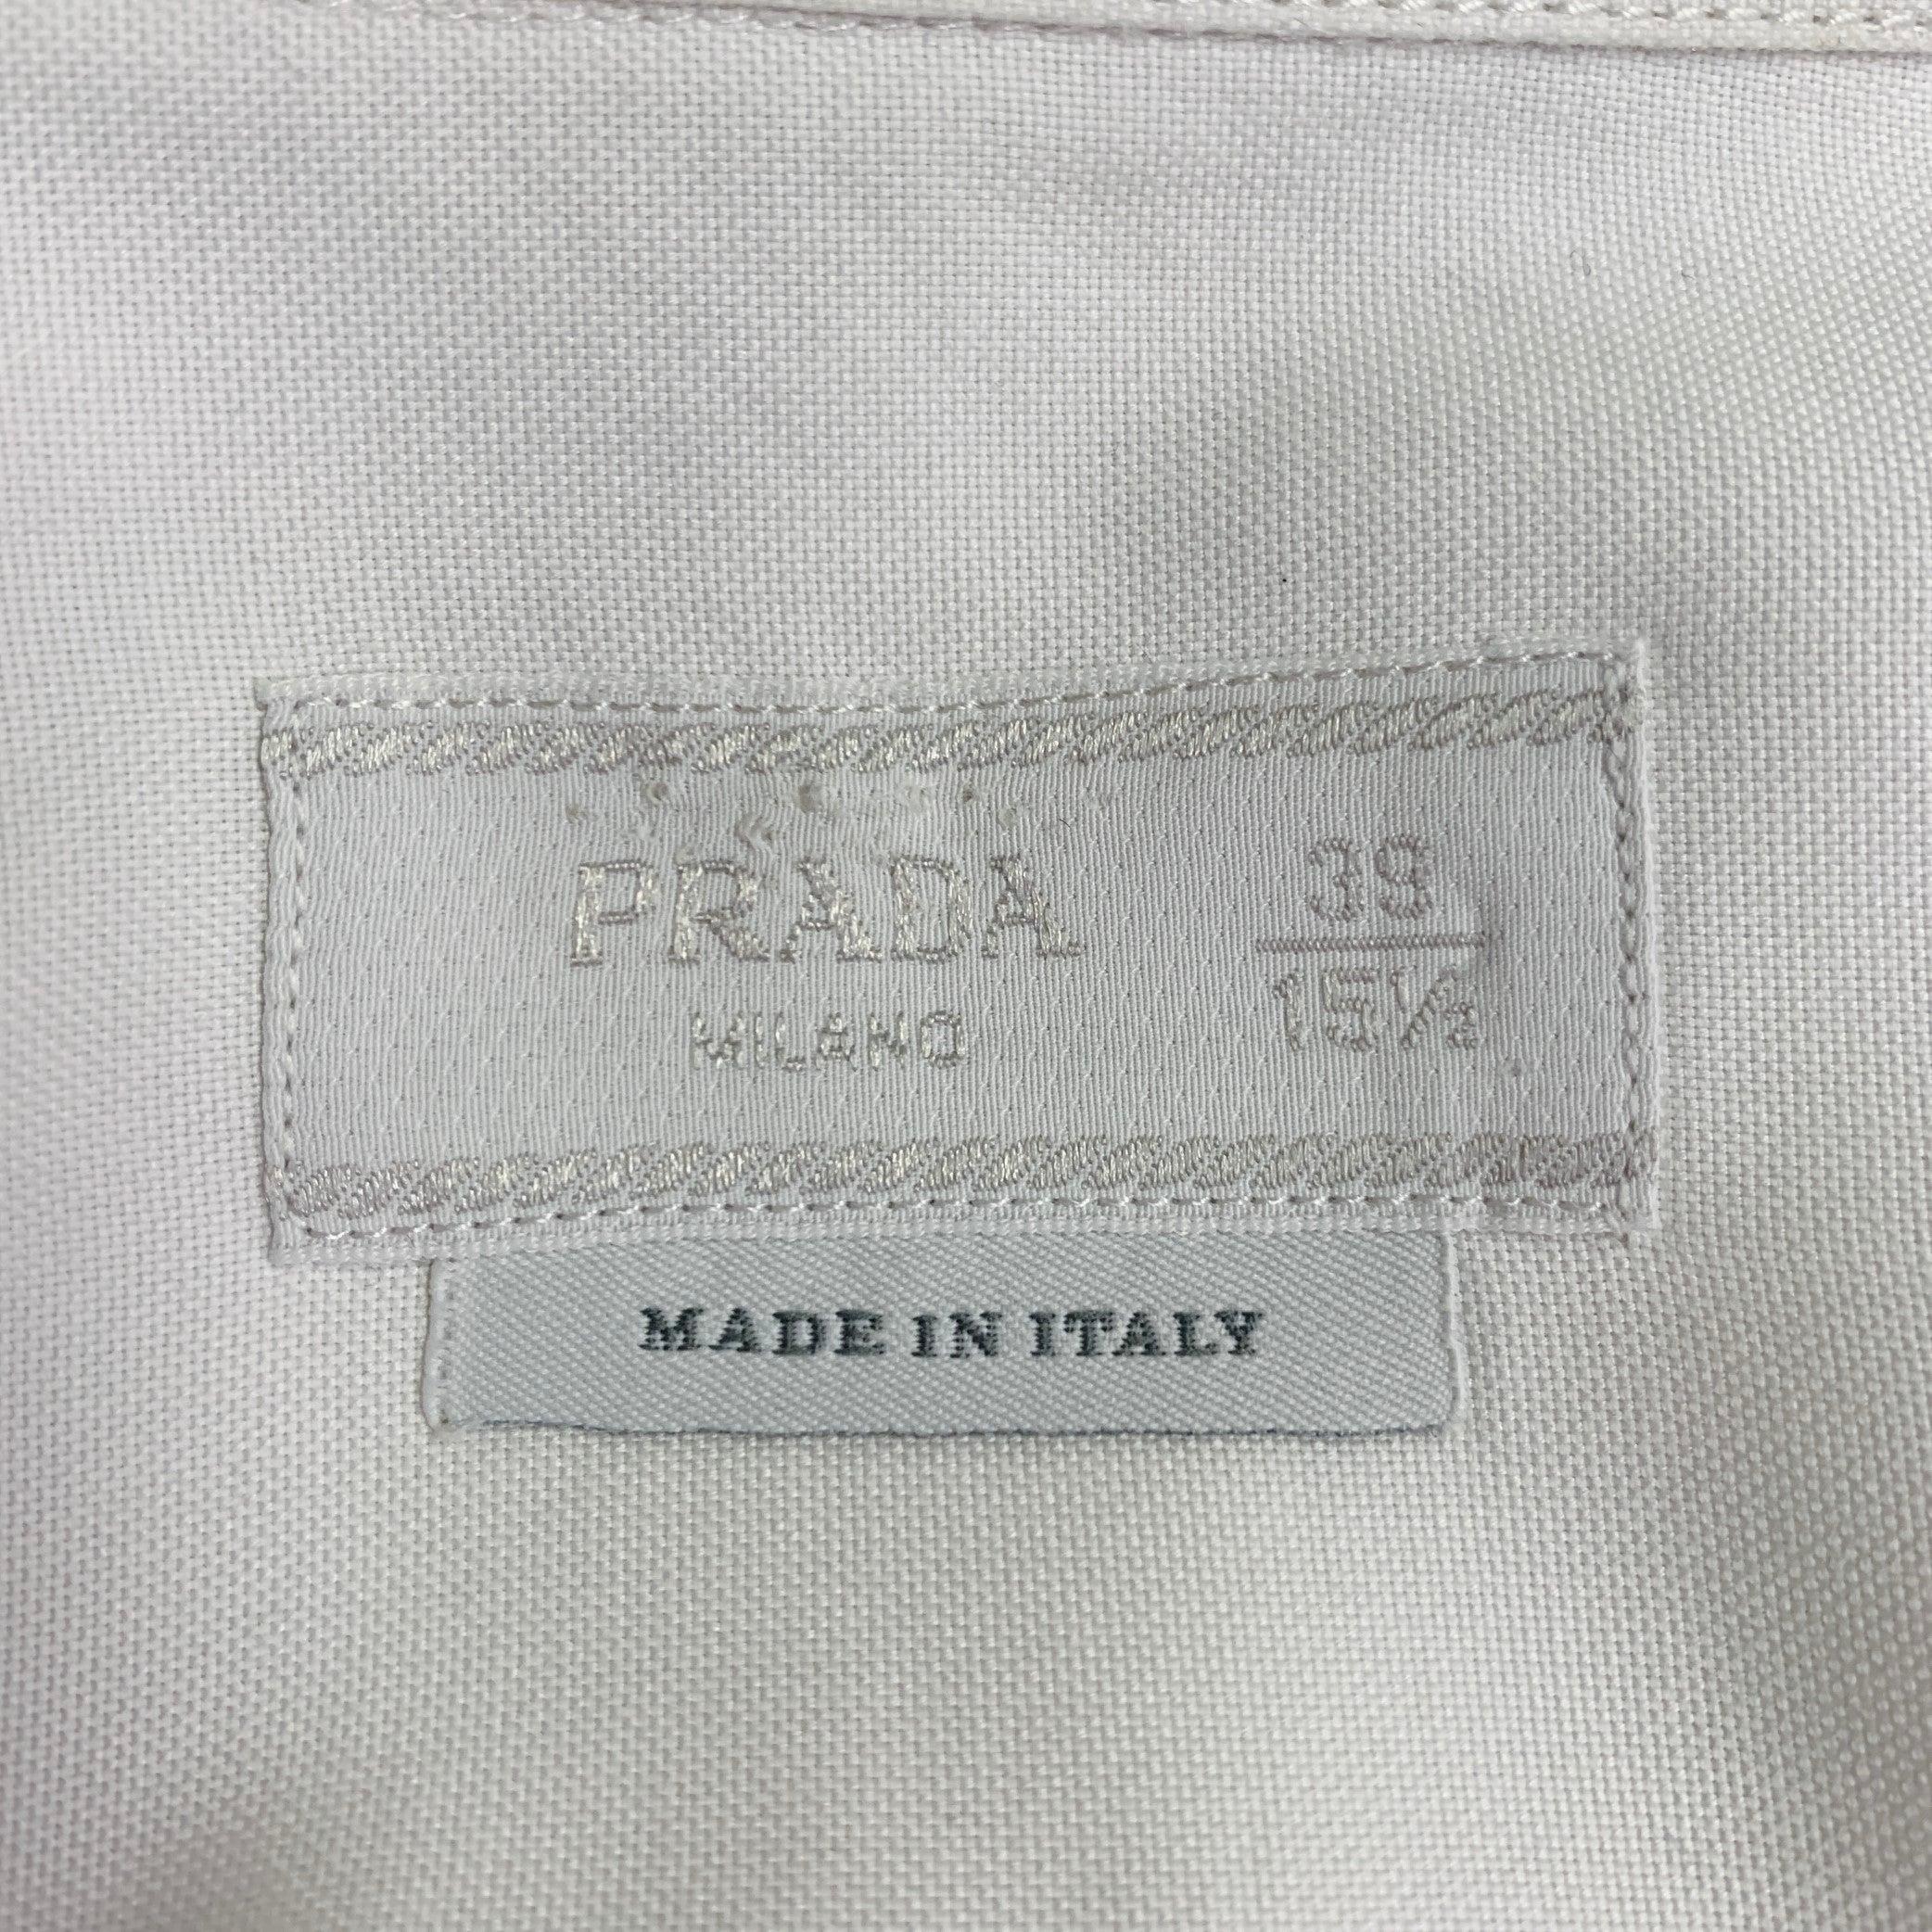 PRADA
MILANO
39
15½
MADE IN ITALY